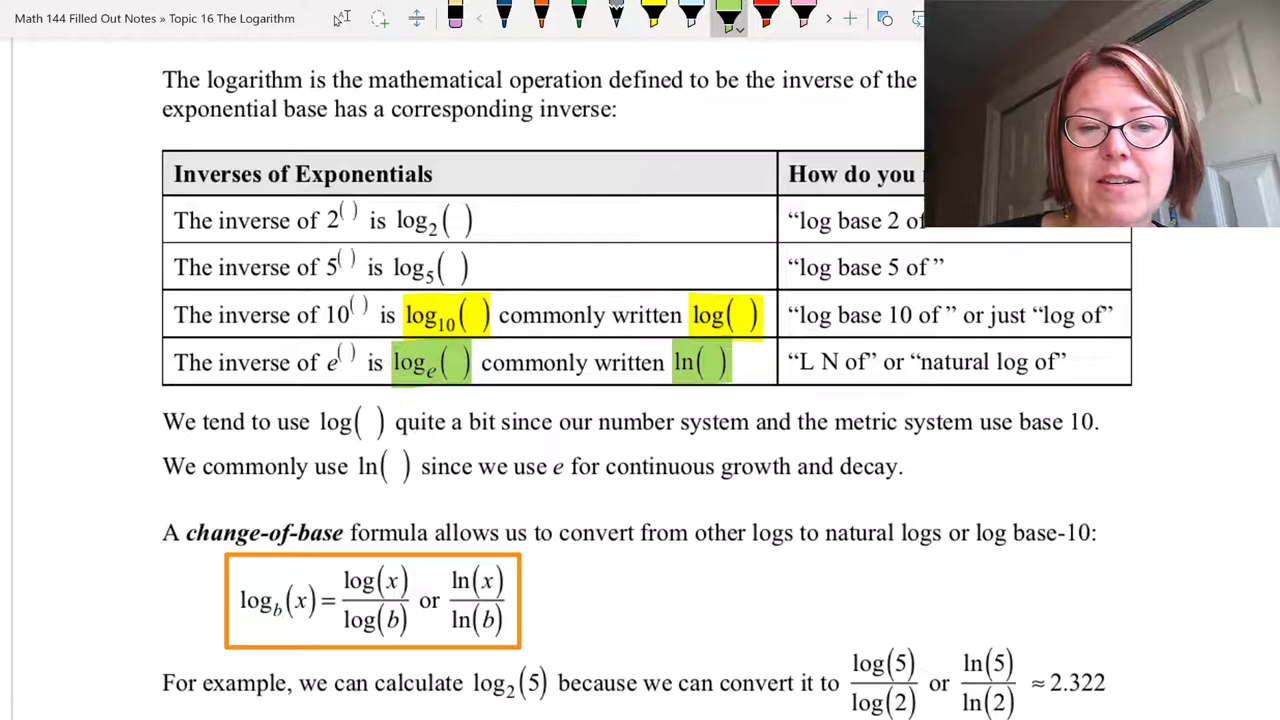 Math 144 Filled Out Notes » Topic 16 The Logarithm
The logarithm is the mathematical operation defined to be the inverse of the
exponential base has a corresponding inverse:
Inverses of Exponentials How do you
The inverse of 2^( ) is log₂( ) “log base 2 of
The inverse of 5^( ) is log₅( ) “log base 5 of ”
The inverse of 10^( ) is log₁₀( ) commonly written log( ) “log base 10 of ” or just “log of”
The inverse of e^( ) is logₑ( ) commonly written ln( ) “L N of” or “natural log of”
We tend to use log( ) quite a bit since our number system and the metric system use base 10.
We commonly use ln( ) since we use e for continuous growth and decay.
A change-of-base formula allows us to convert from other logs to natural logs or log base-10:
log_b(x) = log(x)/log(b) or ln(x)/ln(b)
For example, we can calculate log₂(5) because we can convert it to log(5)/log(2) or ln(5)/ln(2) ≈ 2.322